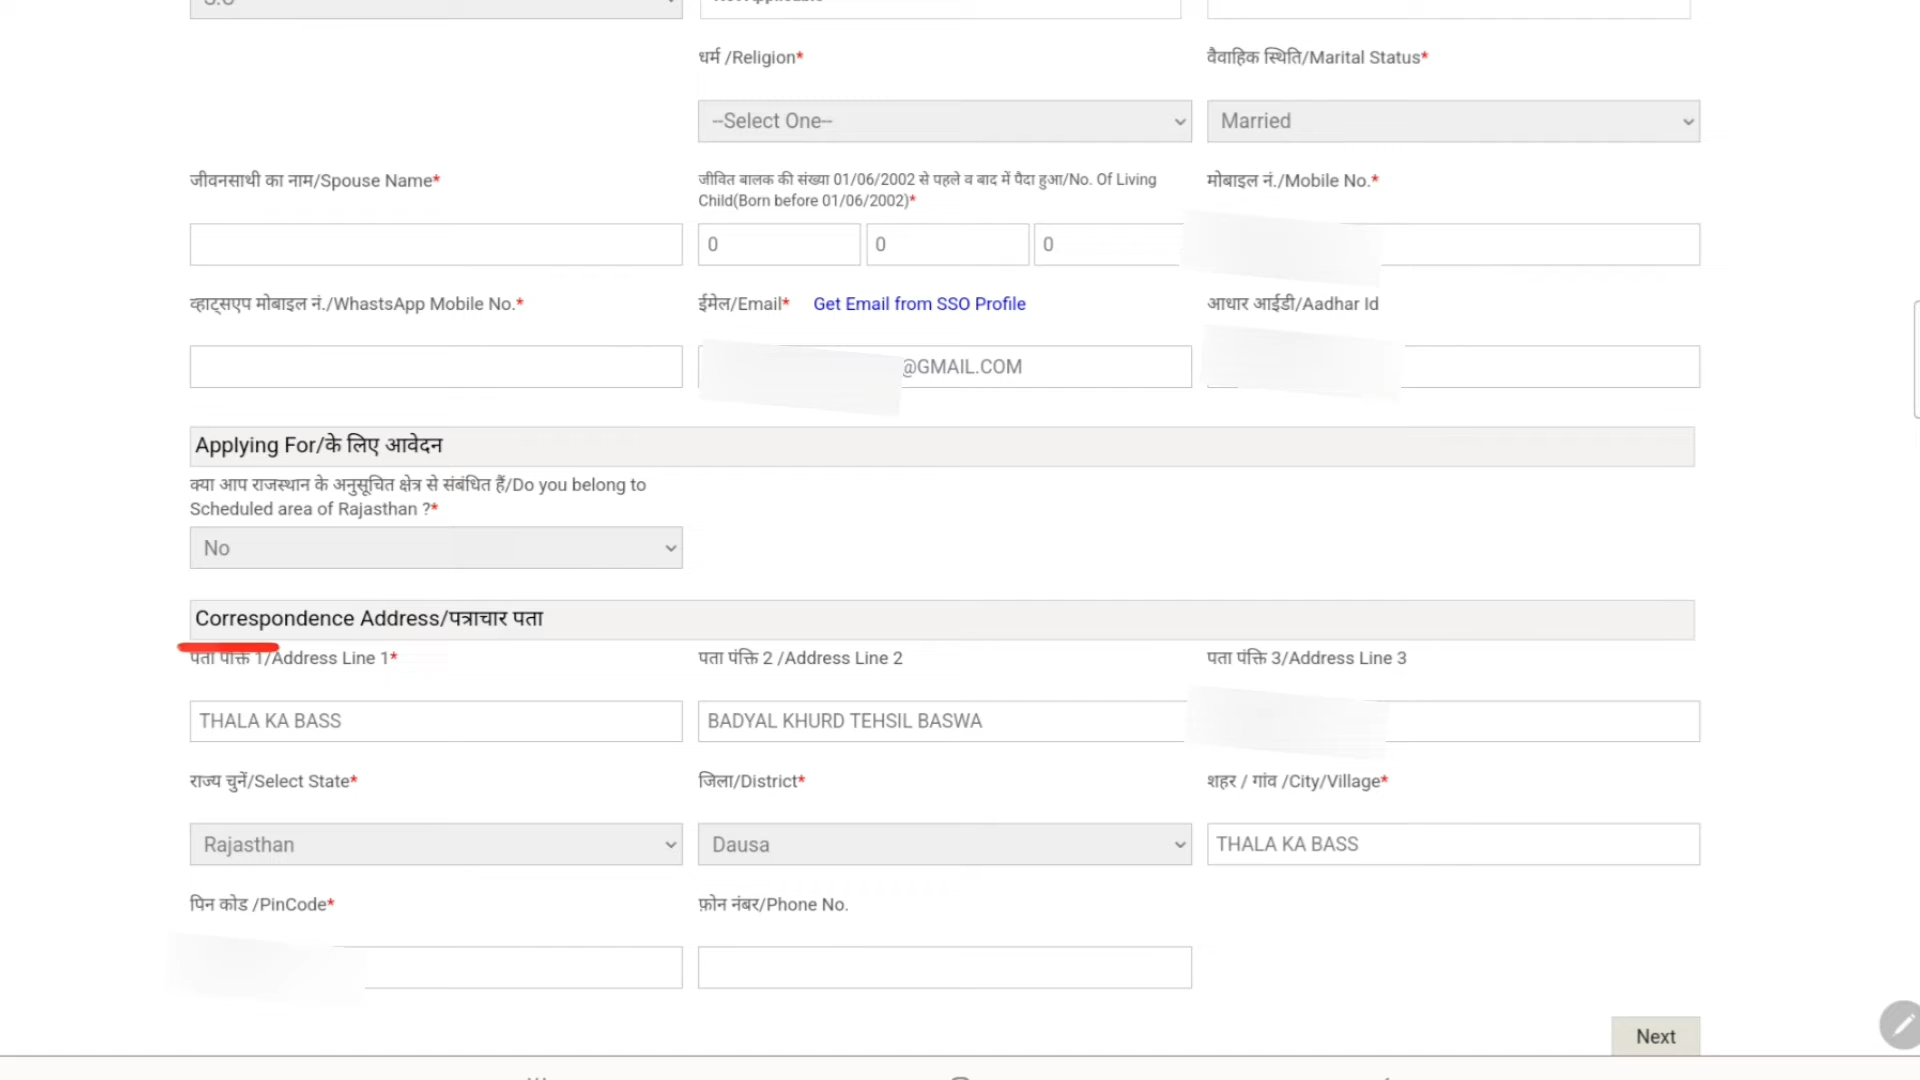 धर्म /Religion*
वैवाहिक स्थिति/Marital Status*
--Select One--
Married
जीवनसाथी का नाम/Spouse Name*
जीवित बालक की संख्या 01/06/2002 से पहले व बाद में पैदा हुआ/No. Of Living
Child(Born before 01/06/2002)*
मोबाइल नं./Mobile No.*
0
0
0
व्हाट्सएप मोबाइल नं./WhastsApp Mobile No.*
ईमेल/Email*
Get Email from SSO Profile
आधार आईडी/Aadhar Id
@GMAIL.COM
Applying For/के लिए आवेदन
क्या आप राजस्थान के अनुसूचित क्षेत्र से संबंधित हैं/Do you belong to
Scheduled area of Rajasthan ?*
No
Correspondence Address/पत्राचार पता
पता पंक्ति 1/Address Line 1*
पता पंक्ति 2 /Address Line 2
पता पंक्ति 3/Address Line 3
THALA KA BASS
BADYAL KHURD TEHSIL BASWA
राज्य चुनें/Select State*
जिला/District*
शहर / गांव /City/Village*
Rajasthan
Dausa
THALA KA BASS
पिन कोड /PinCode*
फ़ोन नंबर/Phone No.
Next